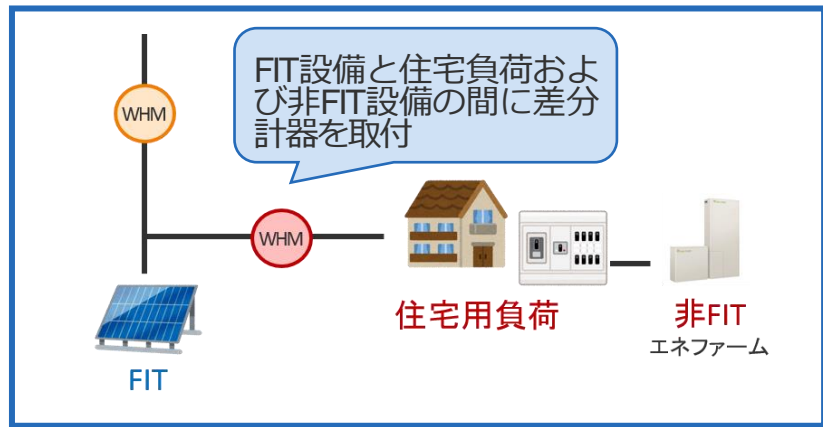 FIT設備と住宅負荷およ
び非FIT設備の間に差分
計器を取付
WHM
WHM
住宅用負荷
非FIT
エネファーム
FIT